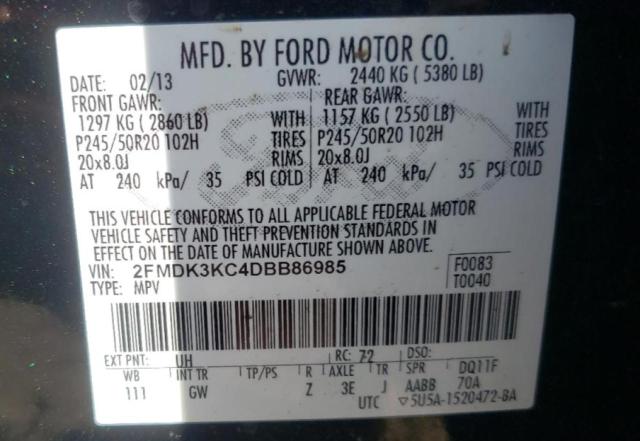 MFD. BY FORD MOTOR CO.
DATE: 02/13 GVWR: 2440 KG ( 5380 LB)
FRONT GAWR: REAR GAWR:
1297 KG ( 2860 LB) 1157 KG ( 2550 LB)
P245/50R20 102H TIRES P245/50R20 102H TIRES
20x8.0J RIMS 20x8.0J RIMS
AT 240 kPa/ 35 PSI COLD AT 240 kPa/ 35 PSI COLD
Ford
THIS VEHICLE CONFORMS TO ALL APPLICABLE FEDERAL MOTOR
VEHICLE SAFETY AND THEFT PREVENTION STANDARDS IN
EFFECT ON THE DATE OF MANUFACTURE SHOWN ABOVE.
VIN: 2FMDK3KC4DBB86985 F0083
TYPE: MPV T0040
EXT PNT: UH RC: 72 DSO:
WB INT TR TP/PS R AXLE TR SPR DQ11F
111 GW Z 3E J AABB 70A
UTC ▽5U5A-1520472-BA